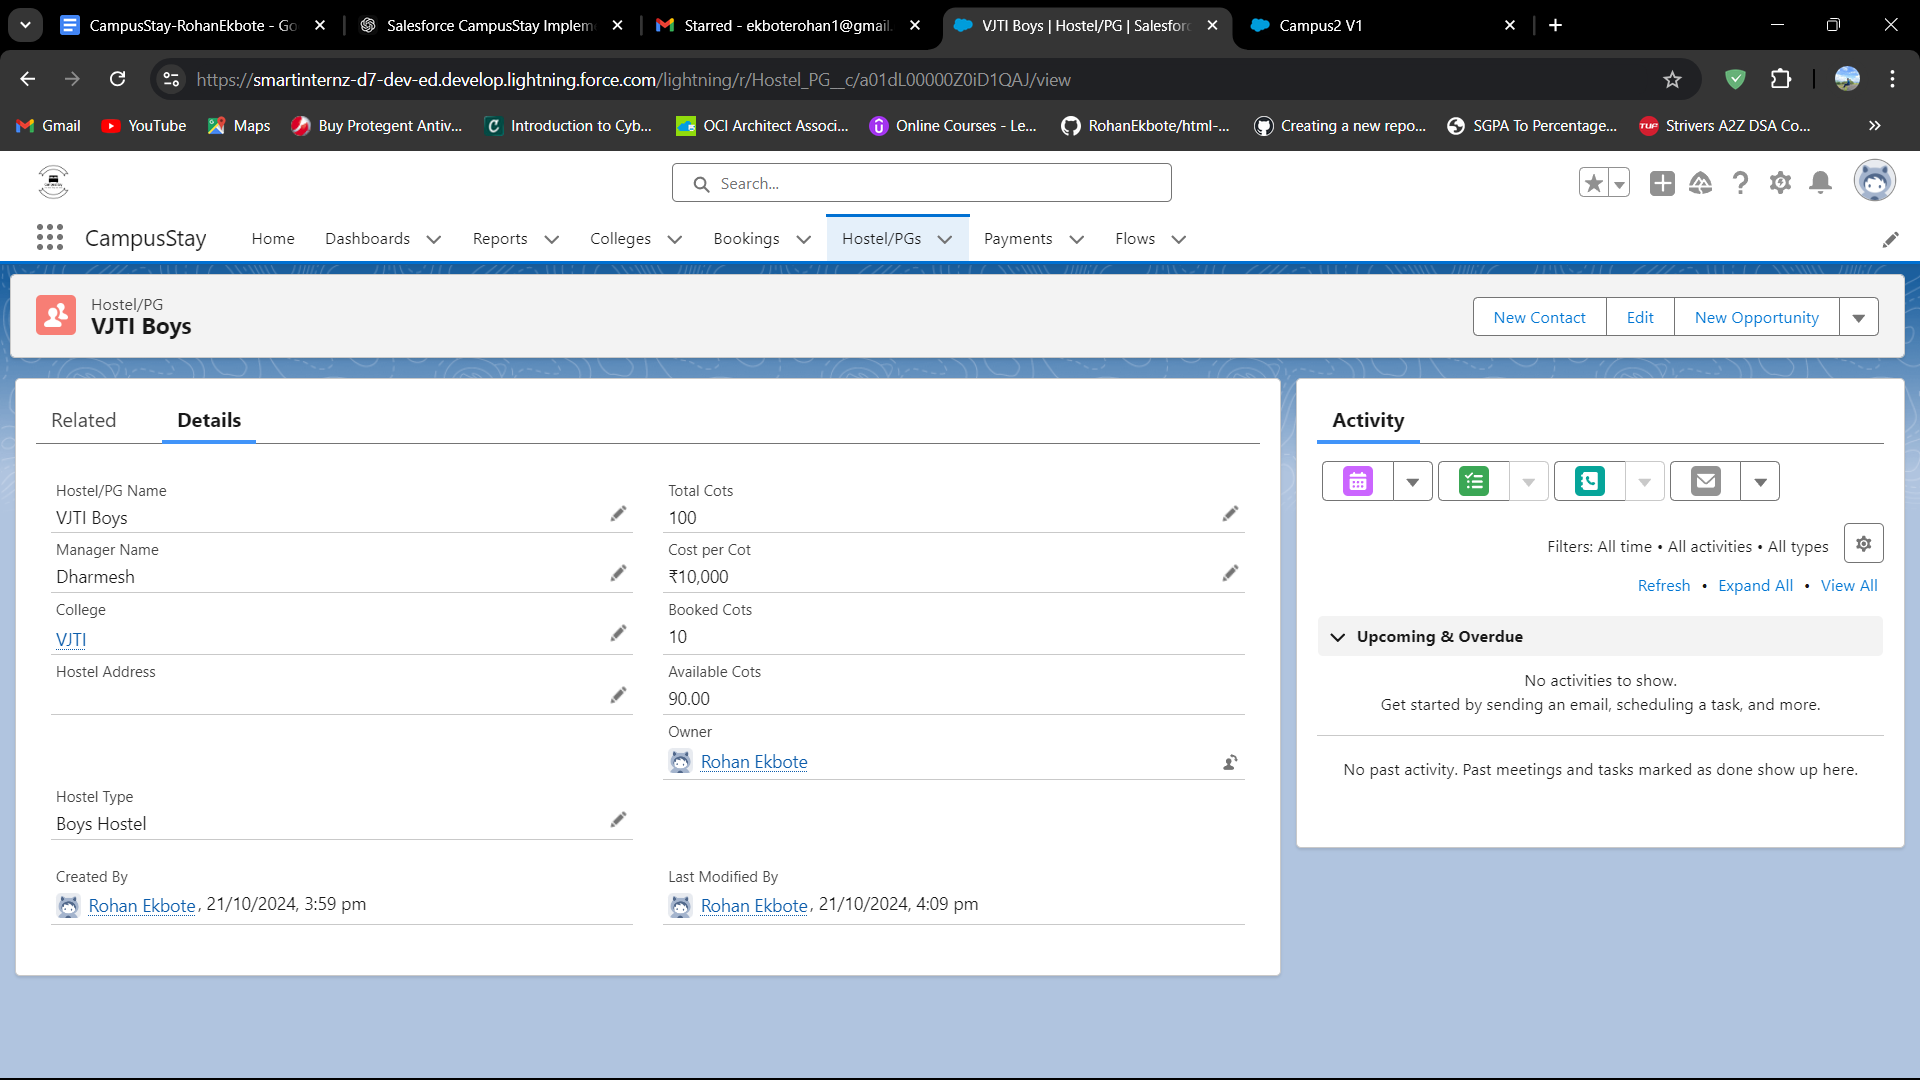 CampusStay-RohanEkbote - Go
Salesforce CampusStay Implem
Starred - ekboterohan1@gmail.
VJTI Boys | Hostel/PG | Salesfor
Campus2 V1
https://smartinternz-d7-dev-ed.develop.lightning.force.com/lightning/r/Hostel_PG__c/a01dL00000Z0iD1QAJ/view
Gmail
YouTube
Maps
Buy Protegent Antiv...
Introduction to Cyb...
OCI Architect Associ...
Online Courses - Le...
RohanEkbote/html-...
Creating a new repo...
SGPA To Percentage...
TUF
Strivers A2Z DSA Co...
Search...
CampusStay
Home
Dashboards
Reports
Colleges
Bookings
Hostel/PGs
Payments
Flows
Hostel/PG
VJTI Boys
New Contact
Edit
New Opportunity
Related
Details
Hostel/PG Name
VJTI Boys
Total Cots
100
Manager Name
Dharmesh
Cost per Cot
₹10,000
College
VJTI
Booked Cots
10
Hostel Address
Available Cots
90.00
Owner
Rohan Ekbote
Hostel Type
Boys Hostel
Created By
Rohan Ekbote, 21/10/2024, 3:59 pm
Last Modified By
Rohan Ekbote, 21/10/2024, 4:09 pm
Activity
Filters: All time • All activities • All types
Refresh • Expand All • View All
Upcoming & Overdue
No activities to show.
Get started by sending an email, scheduling a task, and more.
No past activity. Past meetings and tasks marked as done show up here.